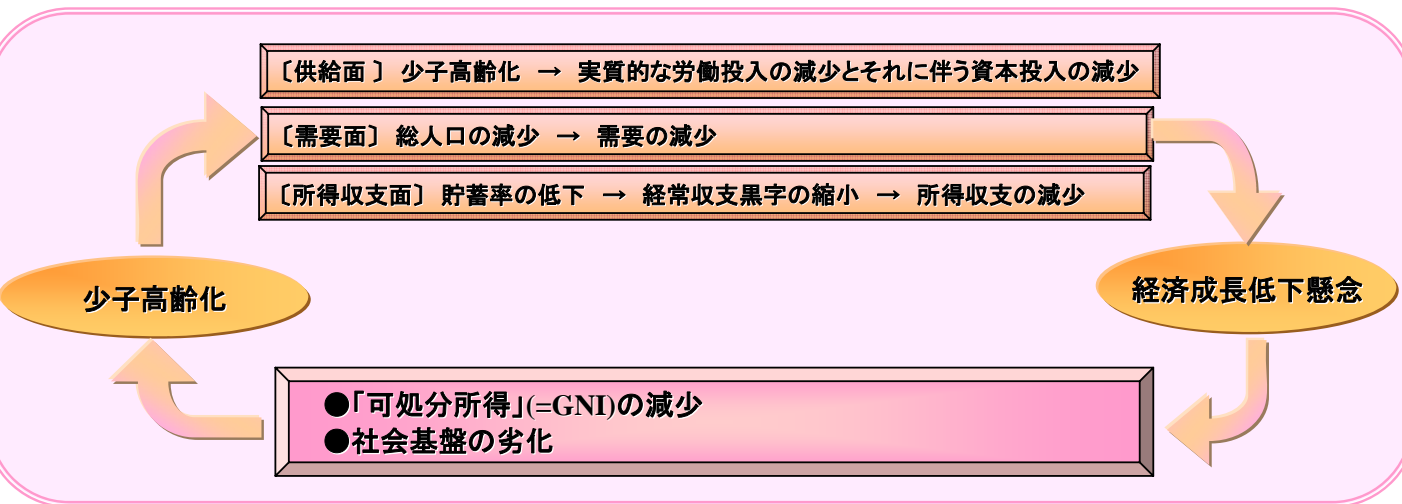 〔供給面 〕 少子高齢化 → 実質的な労働投入の減少とそれに伴う資本投入の減少
〔需要面〕 総人口の減少 → 需要の減少
〔所得収支面〕 貯蓄率の低下 → 経常収支黒字の縮小 → 所得収支の減少
少子高齢化
経済成長低下懸念
●「可処分所得」(=GNI)の減少
●社会基盤の劣化